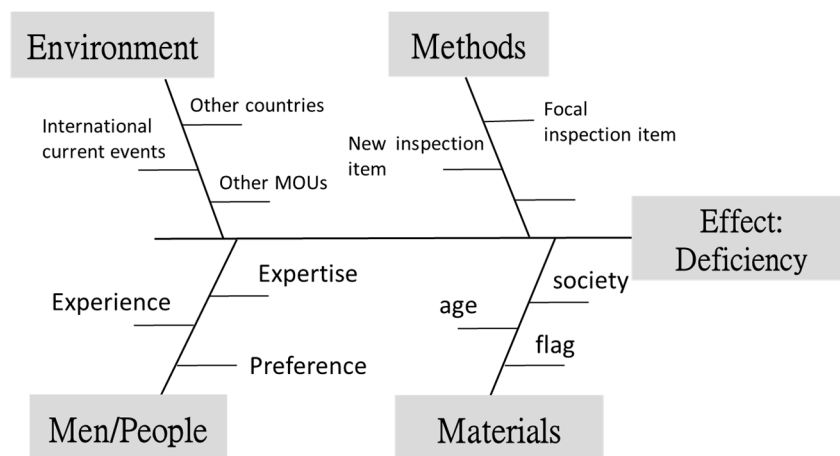 Environment
Methods
Other countries
International
current events
Other MOUs
Focal
inspection item
New inspection
item
Effect:
Deficiency
Expertise
Experience
Preference
society
age
flag
Men/People
Materials